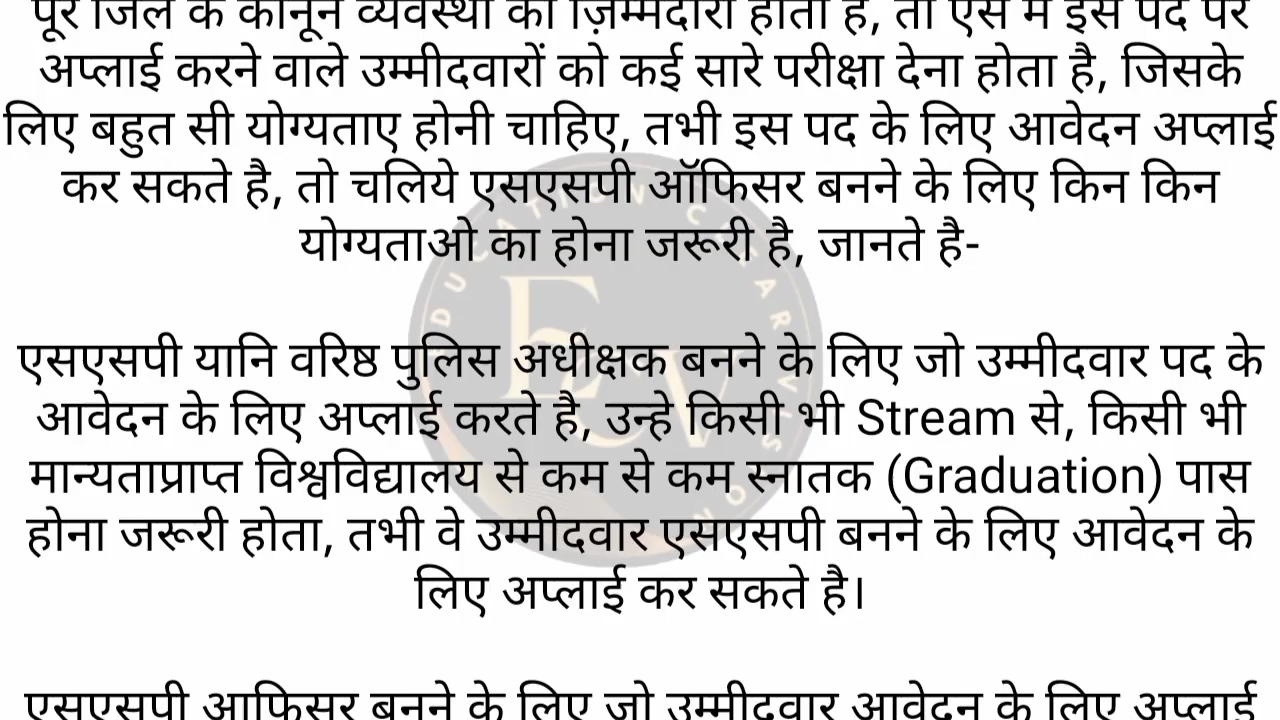 पूरे जिले के कानून व्यवस्था की ज़िम्मेदारी होती है, तो ऐसे में इस पद पर
अप्लाई करने वाले उम्मीदवारों को कई सारे परीक्षा देना होता है, जिसके
लिए बहुत सी योग्यताए होनी चाहिए, तभी इस पद के लिए आवेदन अप्लाई
कर सकते है, तो चलिये एसएसपी ऑफिसर बनने के लिए किन किन
योग्यताओ का होना जरूरी है, जानते है-
एसएसपी यानि वरिष्ठ पुलिस अधीक्षक बनने के लिए जो उम्मीदवार पद के
आवेदन के लिए अप्लाई करते है, उन्हे किसी भी Stream से, किसी भी
मान्यताप्राप्त विश्वविद्यालय से कम से कम स्नातक (Graduation) पास
होना जरूरी होता, तभी वे उम्मीदवार एसएसपी बनने के लिए आवेदन के
लिए अप्लाई कर सकते है।
एसएसपी आफिसर बनने के लिए जो उम्मीदवार आवेदन के लिए अप्लाई